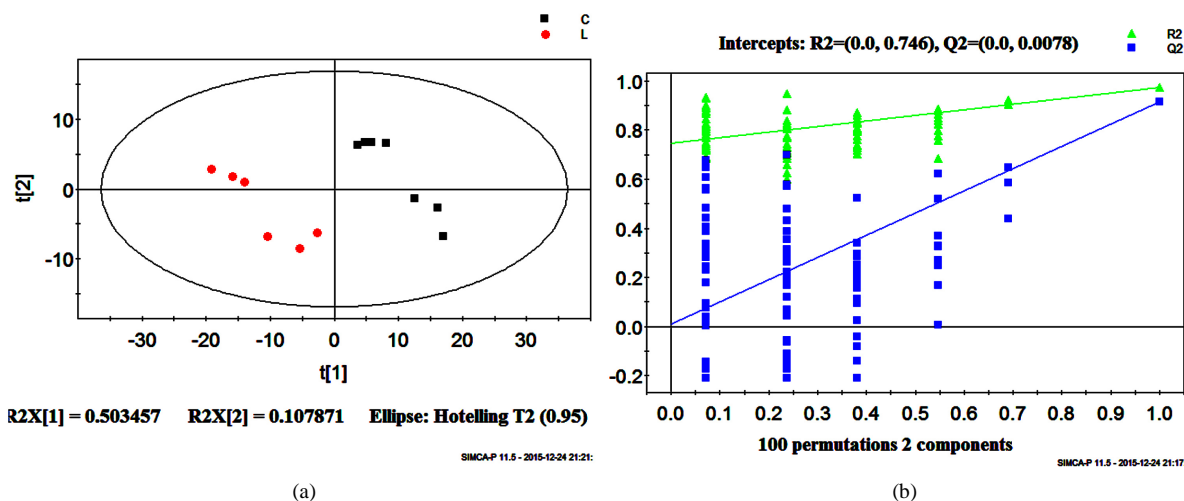 C
L
t[2]
10
0
-10
-30 -20 -10 0 10 20 30
t[1]
R2X[1] = 0.503457 R2X[2] = 0.107871 Ellipse: Hotelling T2 (0.95)
SIMCA-P 11.5 - 2015-12-24 21:21:
(a)
R2
Q2
Intercepts: R2=(0.0, 0.746), Q2=(0.0, 0.0078)
1.0
0.8
0.6
0.4
0.2
0.0
-0.2
0.0 0.1 0.2 0.3 0.4 0.5 0.6 0.7 0.8 0.9 1.0
100 permutations 2 components
SIMCA-P 11.5 - 2015-12-24 21:17
(b)